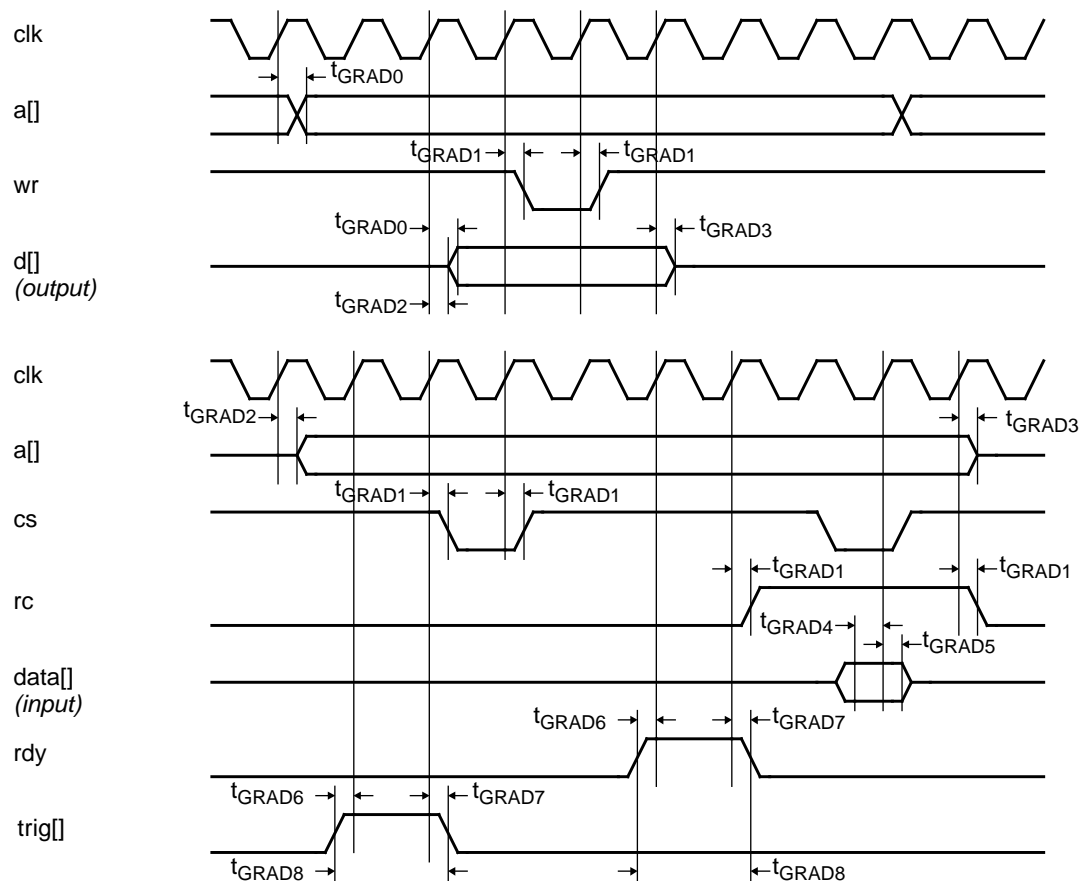 clk
tGRAD0
a[]
tGRAD1 tGRAD1
wr
tGRAD0 tGRAD3
d[]
(output)
tGRAD2
clk
tGRAD2 tGRAD3
a[]
tGRAD1 tGRAD1
cs
tGRAD1 tGRAD1
rc
tGRAD4 tGRAD5
data[]
(input)
tGRAD6 tGRAD7
rdy
tGRAD6 tGRAD7
trig[]
tGRAD8 tGRAD8